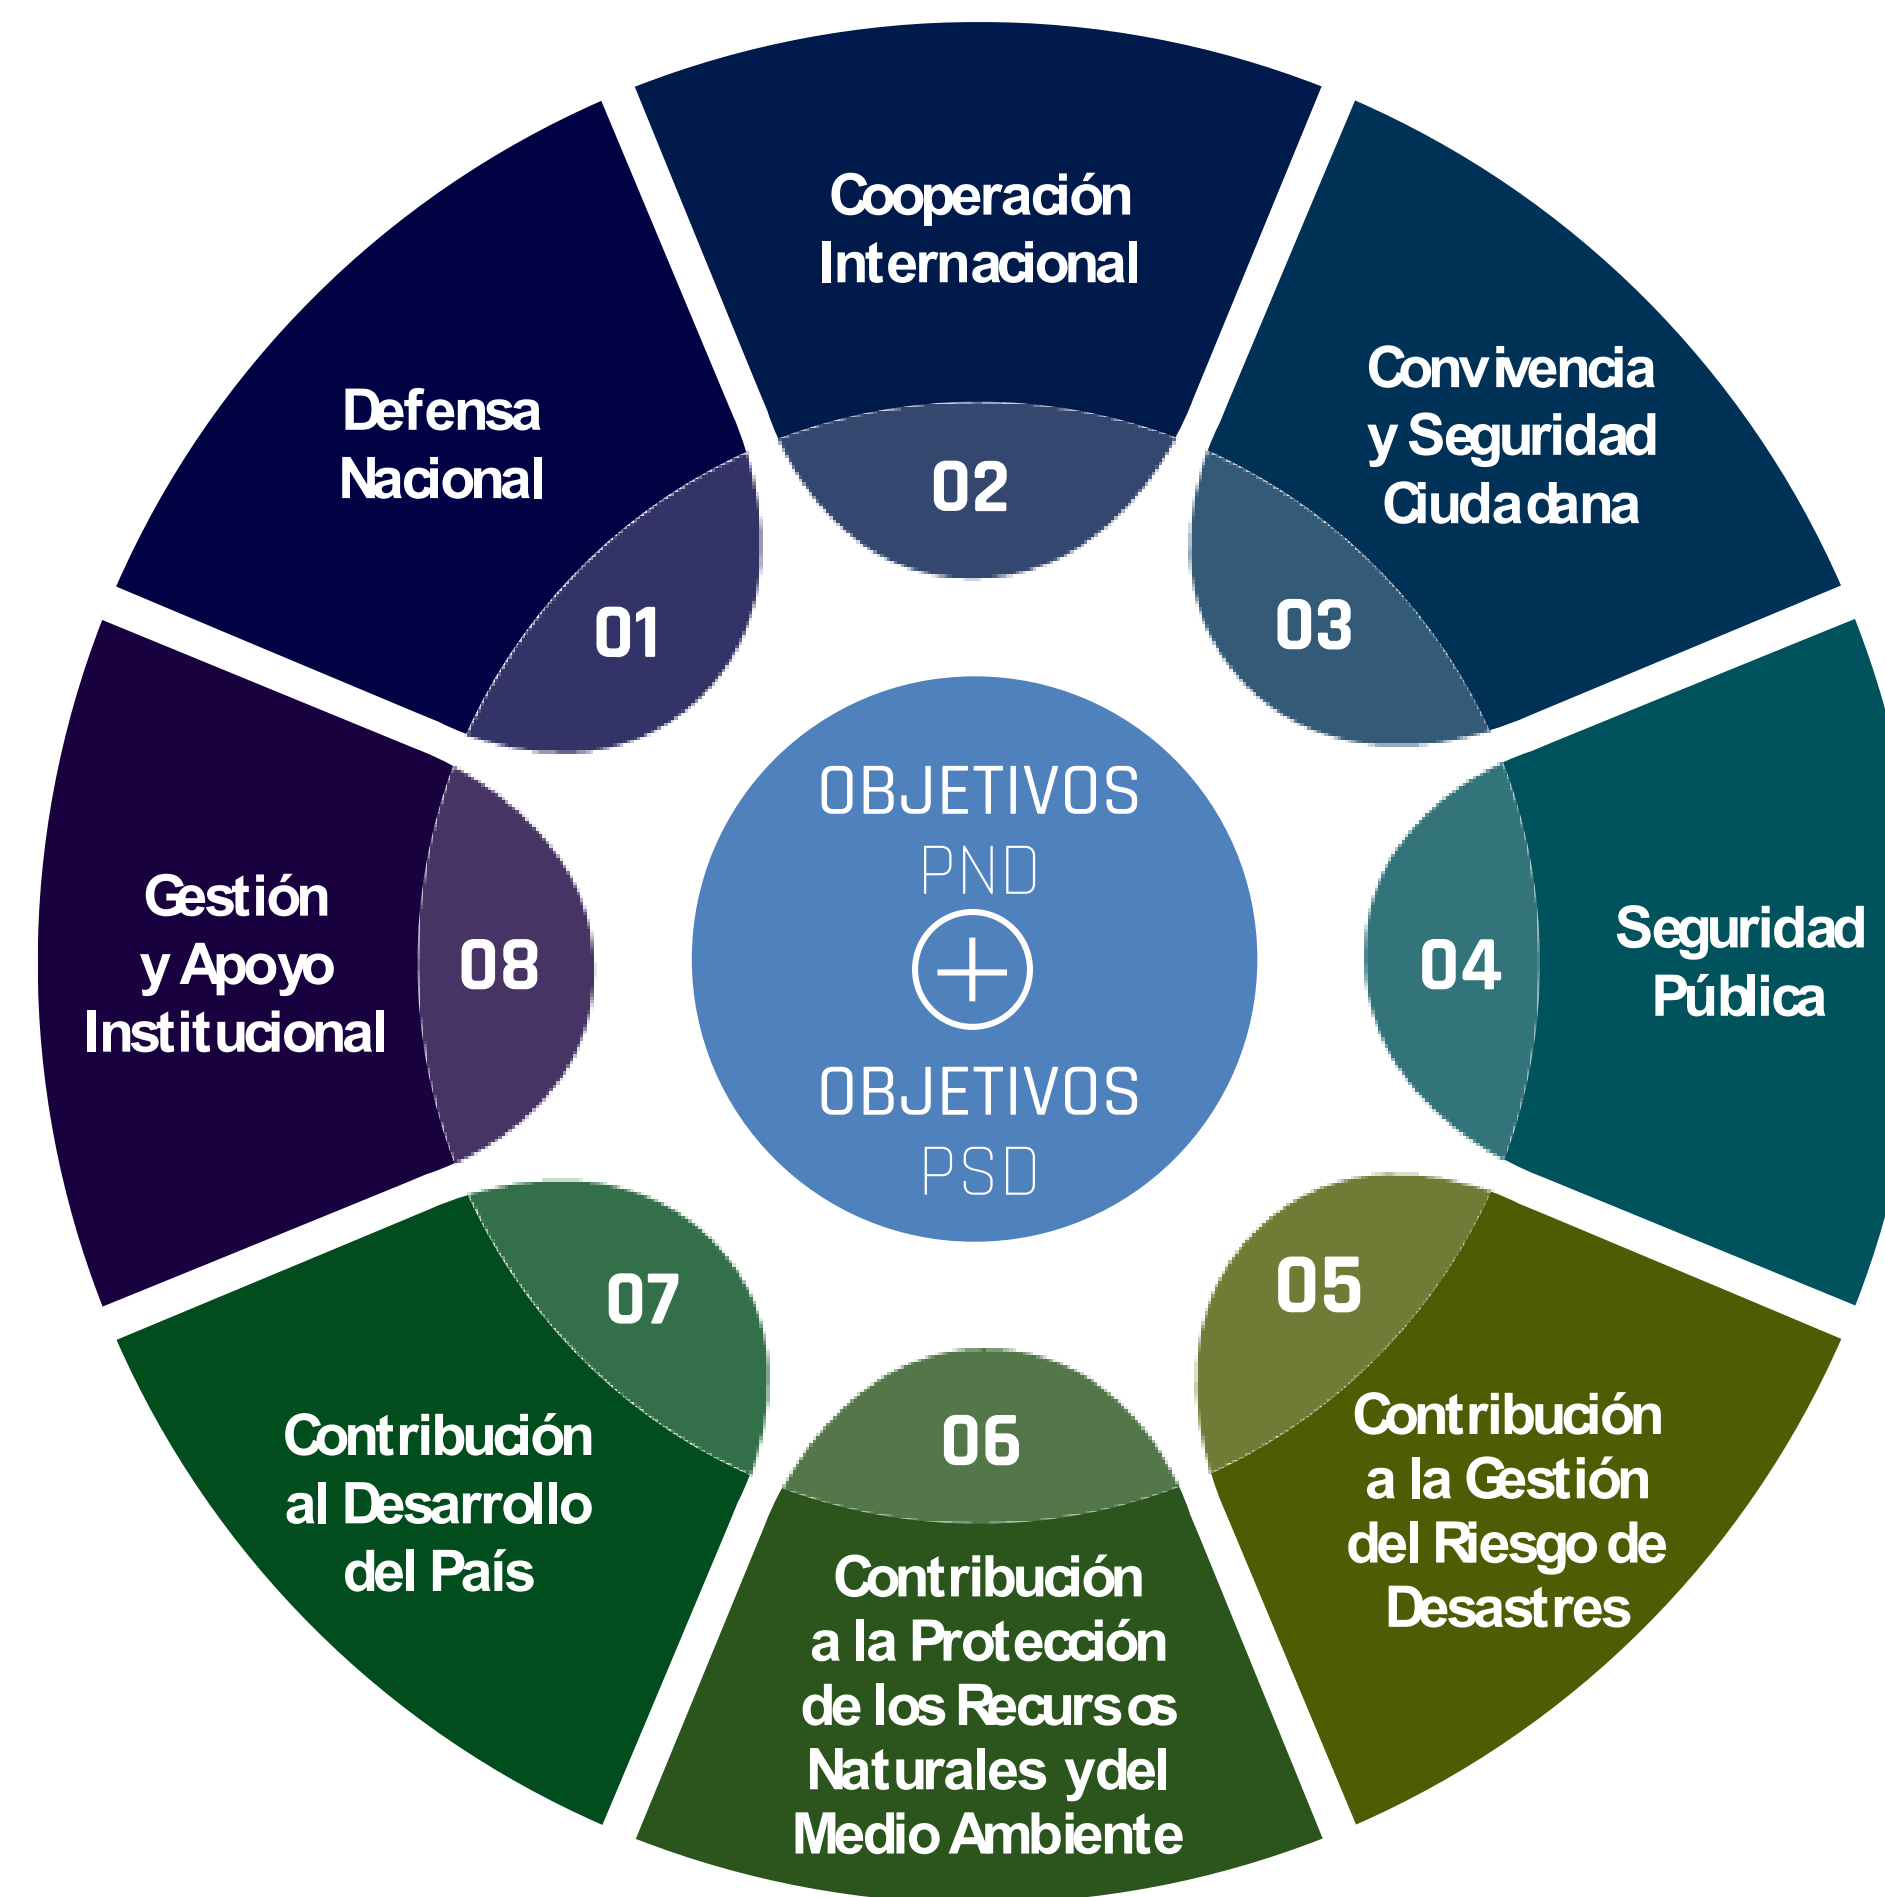 Defensa
Nacional
01
Cooperación
Internacional
02
Convivencia
y Seguridad
Ciudadana
03
Seguridad
Pública
04
Contribución
a la Gestión
del Riesgo de
Desastres
05
Contribución
a la Protección
de los Recursos
Naturales y del
Medio Ambiente
06
Contribución
al Desarrollo
del País
07
Gestión
y Apoyo
Institucional
08
OBJETIVOS
PND
OBJETIVOS
PSD